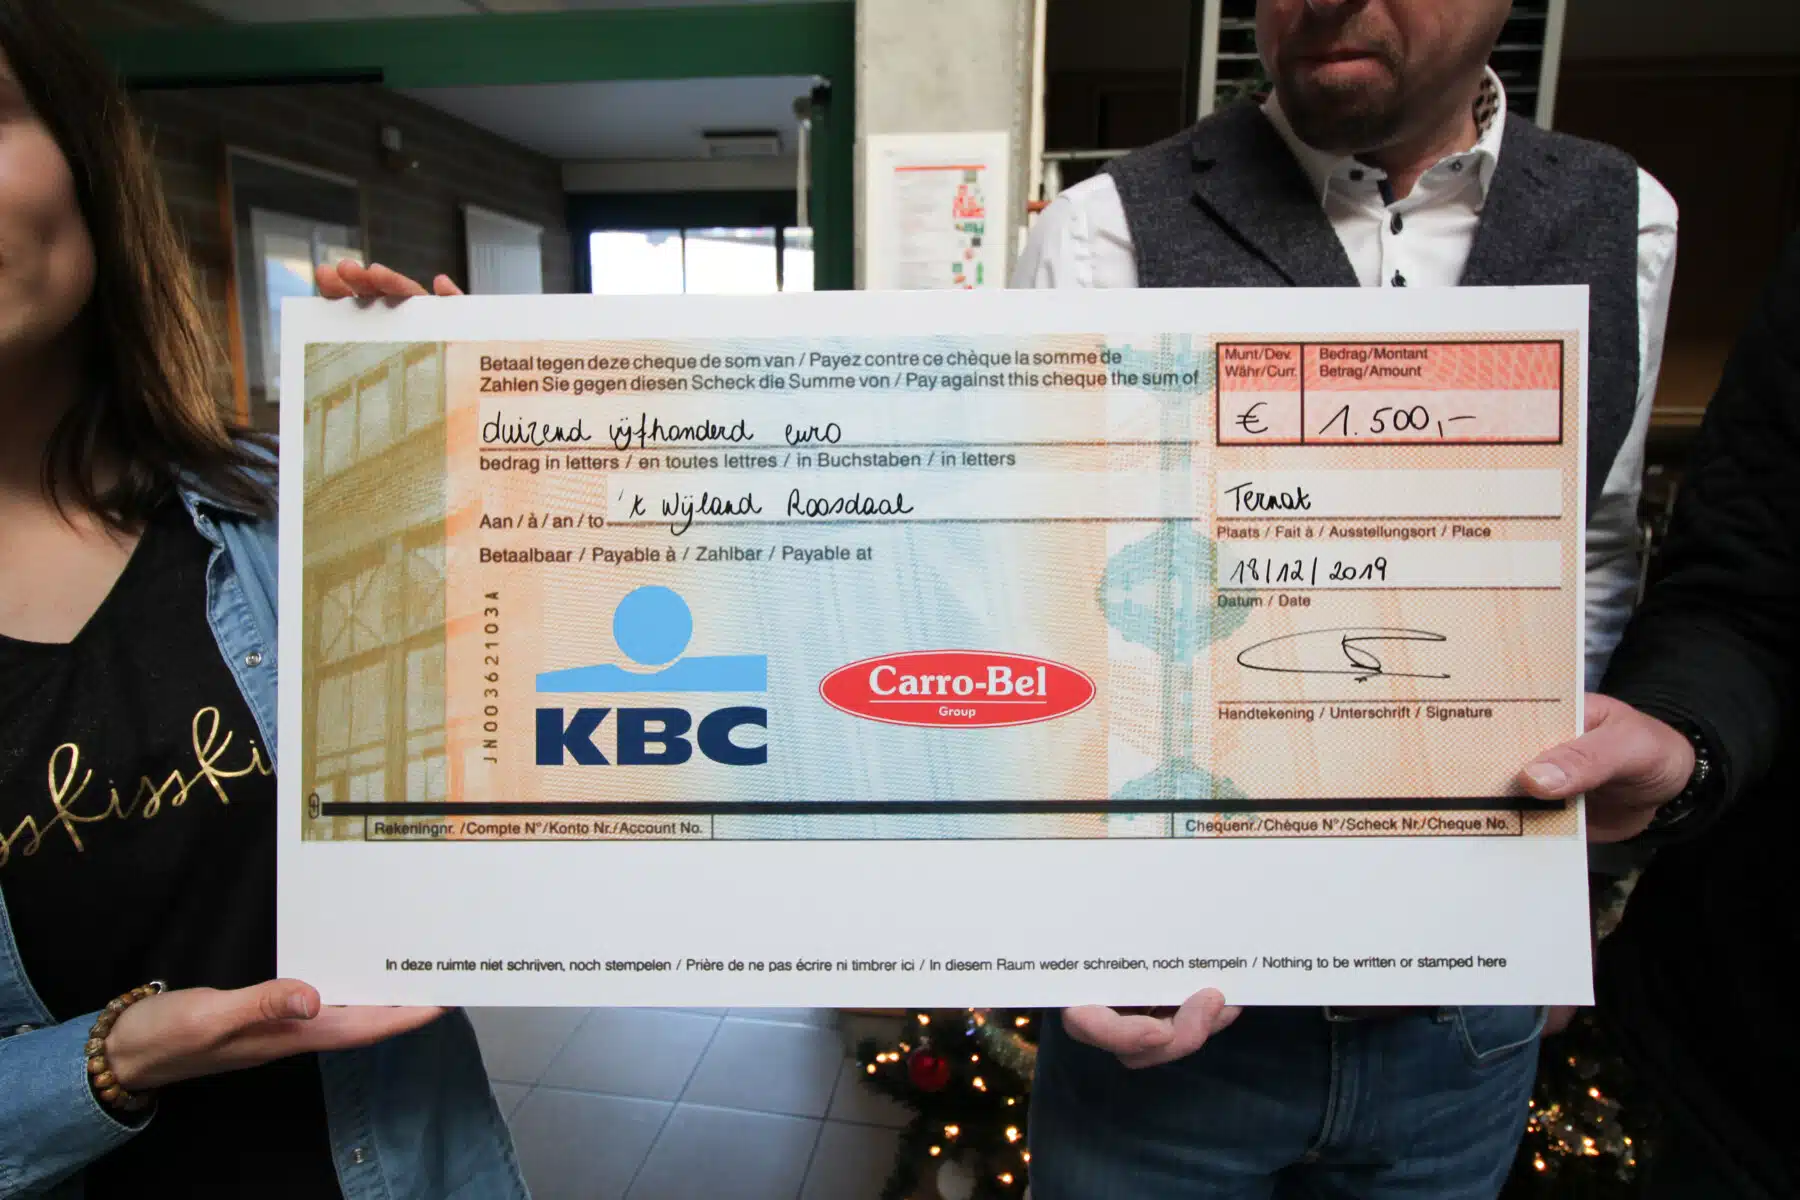 Betaal tegen deze cheque de som van / Payez contre ce chèque la somme de
Zahlen Sie gegen diesen Scheck die Summe von / Pay against this cheque the sum of
duizend vijfhonderd euro
bedrag in letters / en toutes lettres / in Buchstaben / in letters
't Wijland Roosdaal
Aan / à / an / to
Betaalbaar / Payable à / Zahlbar / Payable at
Munt/Dev.
Währ/Curr.
Bedrag/Montant
Betrag/Amount
€
1.500,-
Ternat
Plaats / Fait à / Ausstellungsort / Place
18/12/2019
Datum / Date
Handtekening / Unterschrift / Signature
JN00362103A
KBC
Carro-Bel
Group
Rekeningnr. /Compte N°/Konto Nr./Account No.
Chequenr./Chèque N°/Scheck Nr./Cheque No.
In deze ruimte niet schrijven, noch stempelen / Prière de ne pas écrire ni timbrer ici / In diesem Raum weder schreiben, noch stempeln / Nothing to be written or stamped here